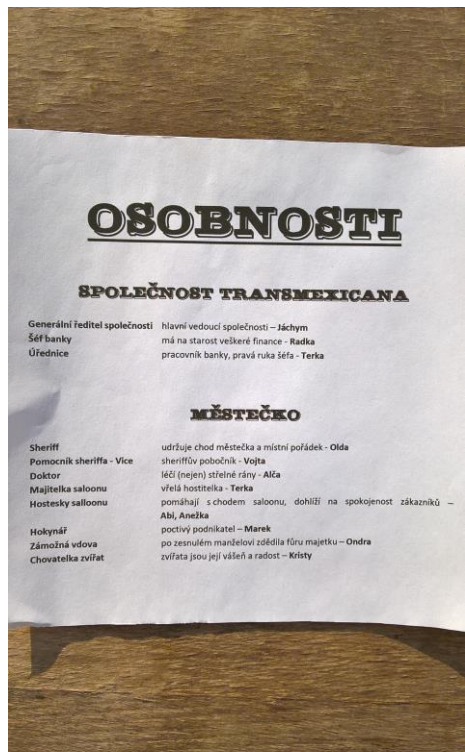 OSOBNOSTI
SPOLEČNOST TRANSMEXICANA
Generální ředitel společnosti hlavní vedoucí společnosti – Jáchym
Šéf banky má na starost veškeré finance - Radka
Úřednice pracovník banky, pravá ruka šéfa - Terka
MĚSTEČKO
Sheriff udržuje chod městečka a místní pořádek - Olda
Pomocník sheriffa - Vice sheriffův pobočník - Vojta
Doktor léčí (nejen) střelné rány - Alča
Majitelka saloonu vřelá hostitelka - Terka
Hostesky salloonu pomáhají s chodem saloonu, dohlíží na spokojenost zákazníků –
Abi, Anežka
Hokynář poctivý podnikatel – Marek
Zámožná vdova po zesnulém manželovi zdědila fůru majetku – Ondra
Chovatelka zvířat zvířata jsou její vášeň a radost – Kristy